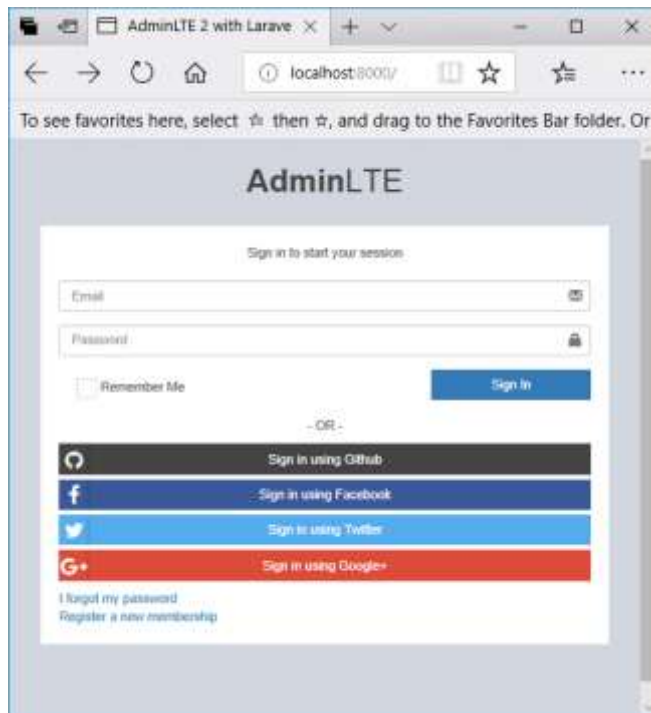 AdminLTE 2 with Larave
localhost:8000/
To see favorites here, select then, and drag to the Favorites Bar folder. Or
AdminLTE
Sign in to start your session
Email
Password
Remember Me
Sign In
- OR -
Sign in using Github
Sign in using Facebook
Sign in using Twitter
G+ Sign in using Google+
I forgot my password
Register a new membership